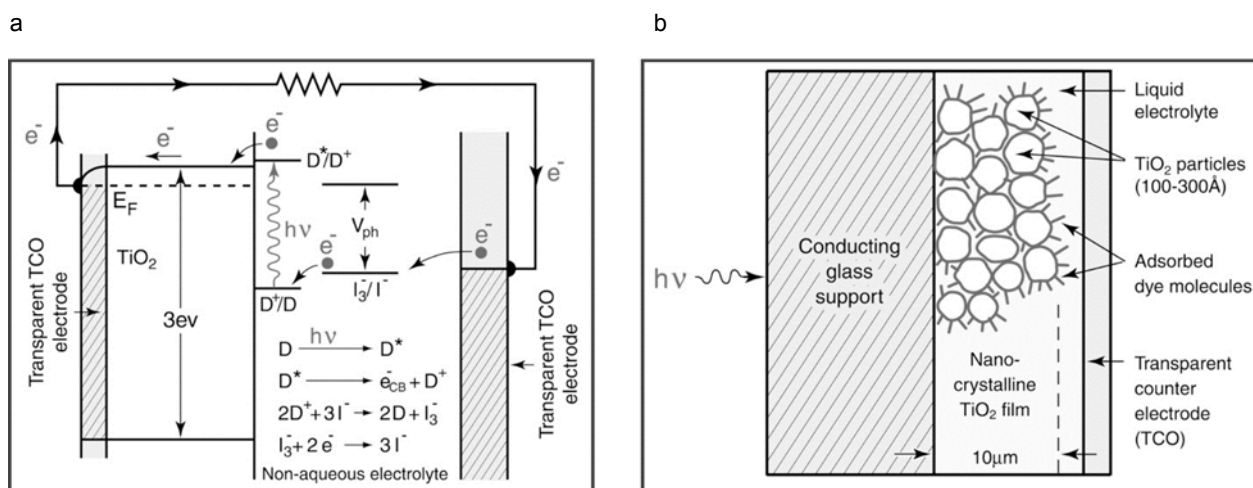 a
b
e⁻
e⁻
e⁻
D*/D⁺
e⁻
E_F
hν
V_ph
e⁻
e⁻
TiO₂
I₃⁻/I⁻
D⁺/D
3ev
Transparent TCO
electrode
D hν → D*
D* → e⁻_CB + D⁺
2D⁺+3I⁻ → 2D+I₃⁻
I₃⁻+2e⁻ → 3I⁻
Non-aqueous electrolyte
Transparent TCO
electrode
hν
Conducting
glass
support
Nano-
crystalline
TiO₂ film
10μm
Liquid
electrolyte
TiO₂ particles
(100-300Å)
Adsorbed
dye molecules
Transparent
counter
electrode
(TCO)